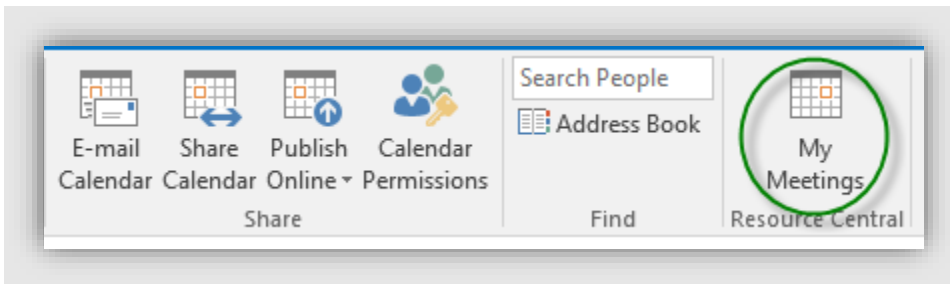 E-mail
Calendar
Share
Calendar
Publish
Online
Calendar
Permissions
Share
Search People
Address Book
Find
My
Meetings
Resource Central